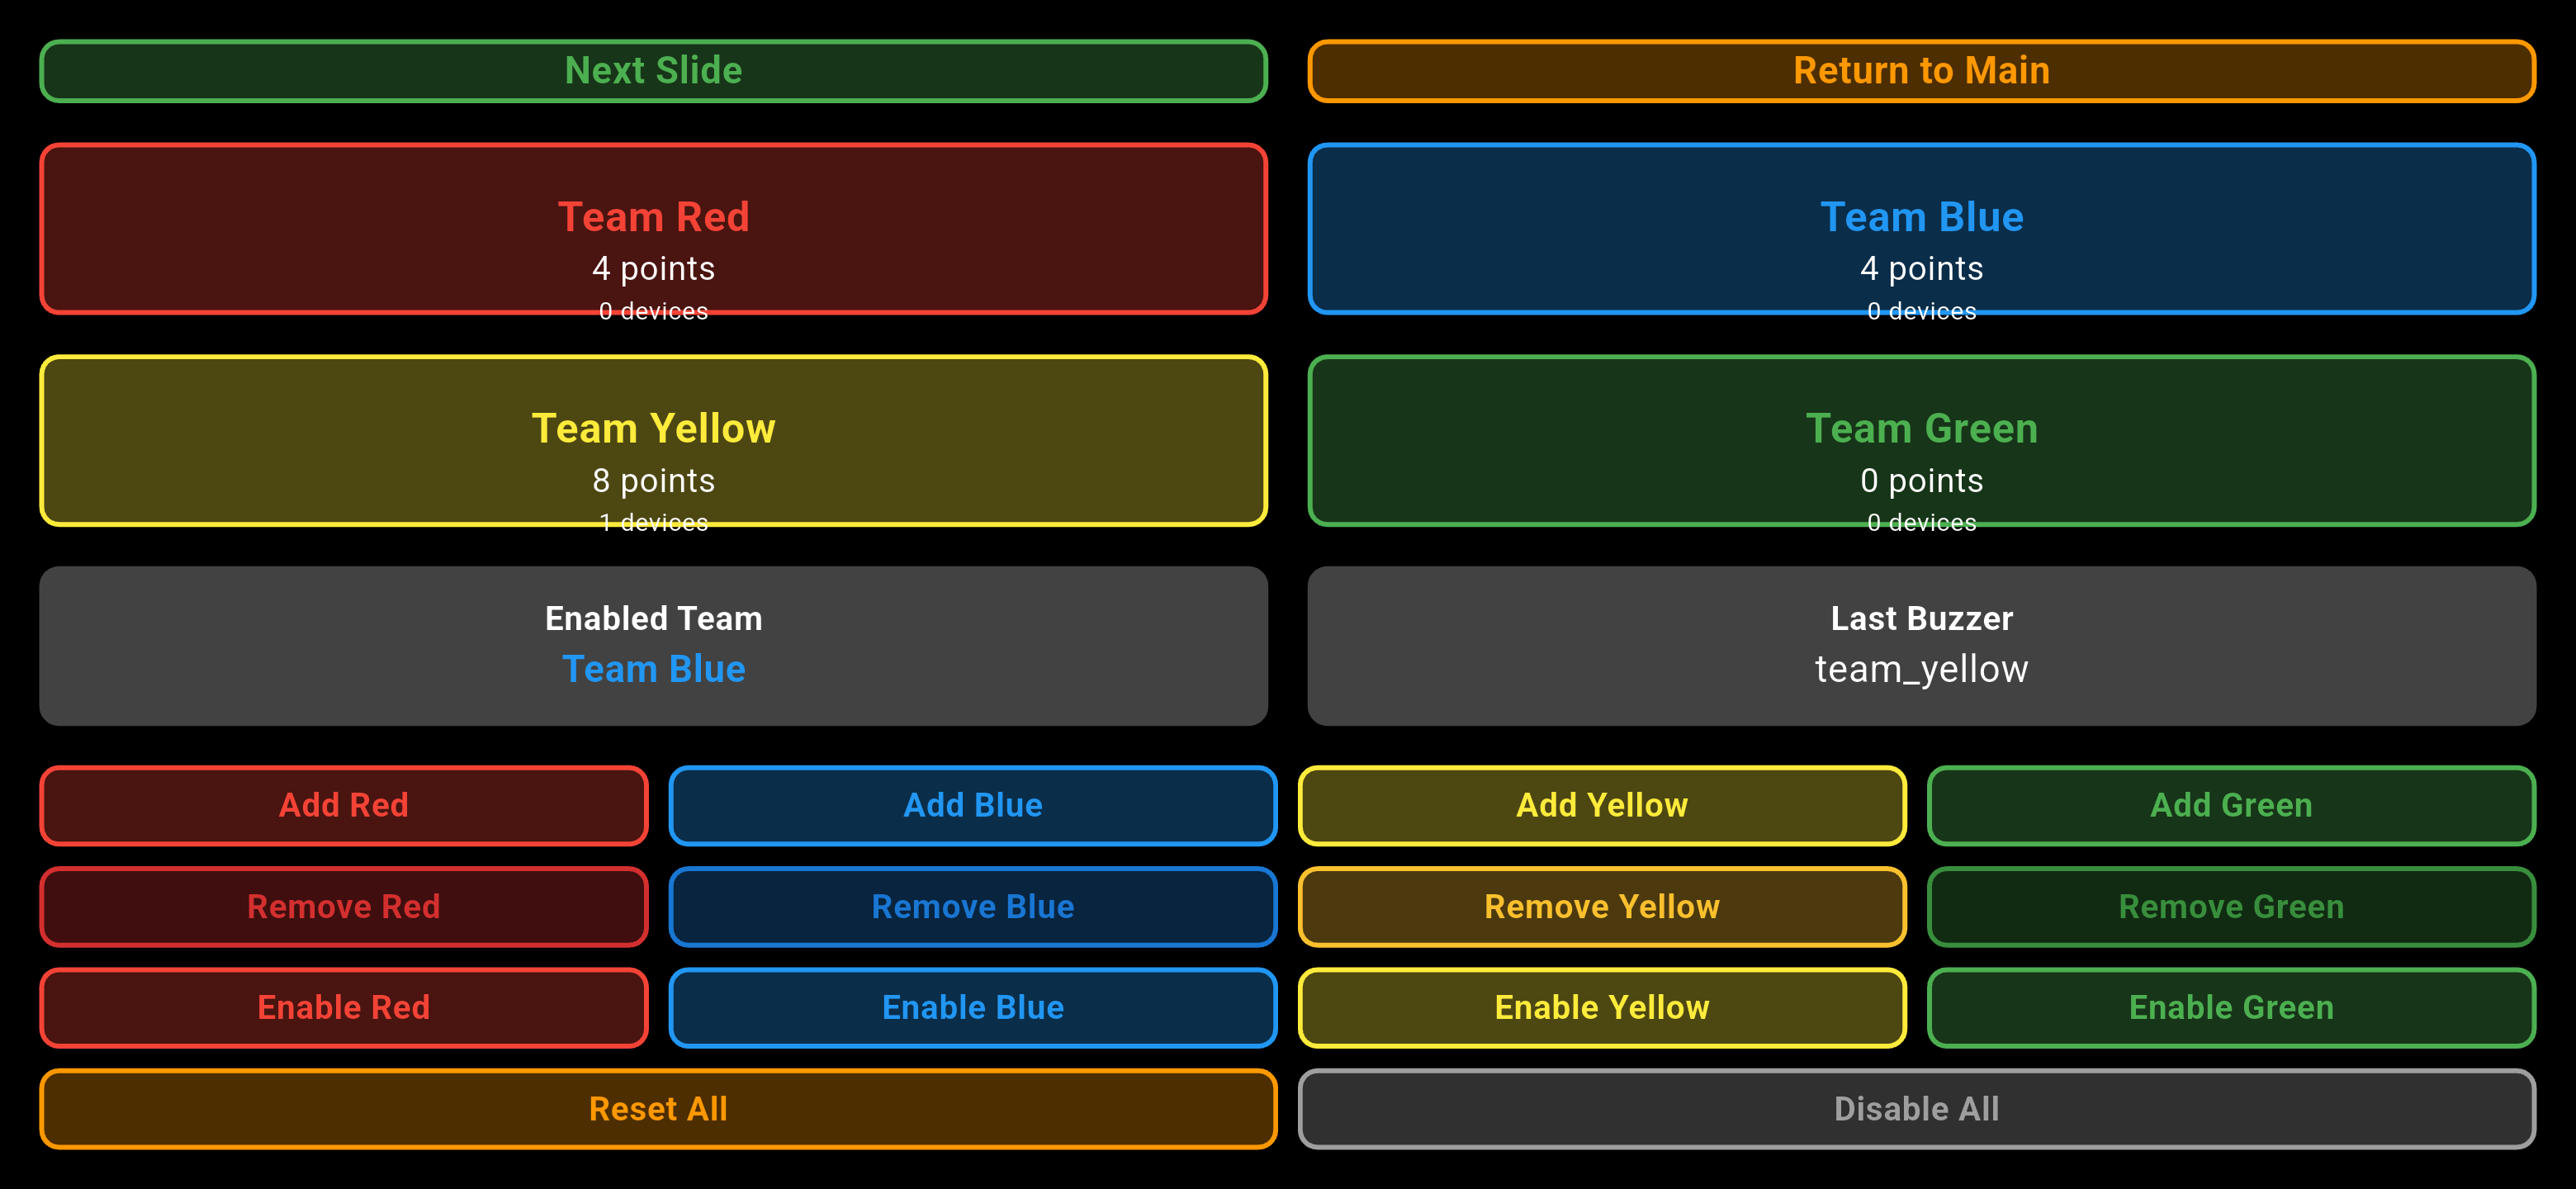 Next Slide
Return to Main
Team Red
4 points
0 devices
Team Blue
4 points
0 devices
Team Yellow
8 points
1 devices
Team Green
0 points
0 devices
Enabled Team
Team Blue
Last Buzzer
team_yellow
Add Red
Add Blue
Add Yellow
Add Green
Remove Red
Remove Blue
Remove Yellow
Remove Green
Enable Red
Enable Blue
Enable Yellow
Enable Green
Reset All
Disable All